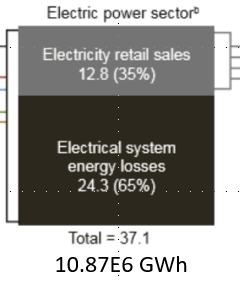 Electric power sectorᵇ
Electricity retail sales
12.8 (35%)
Electrical system
energy losses
24.3 (65%)
Total = 37.1
10.87E6 GWh